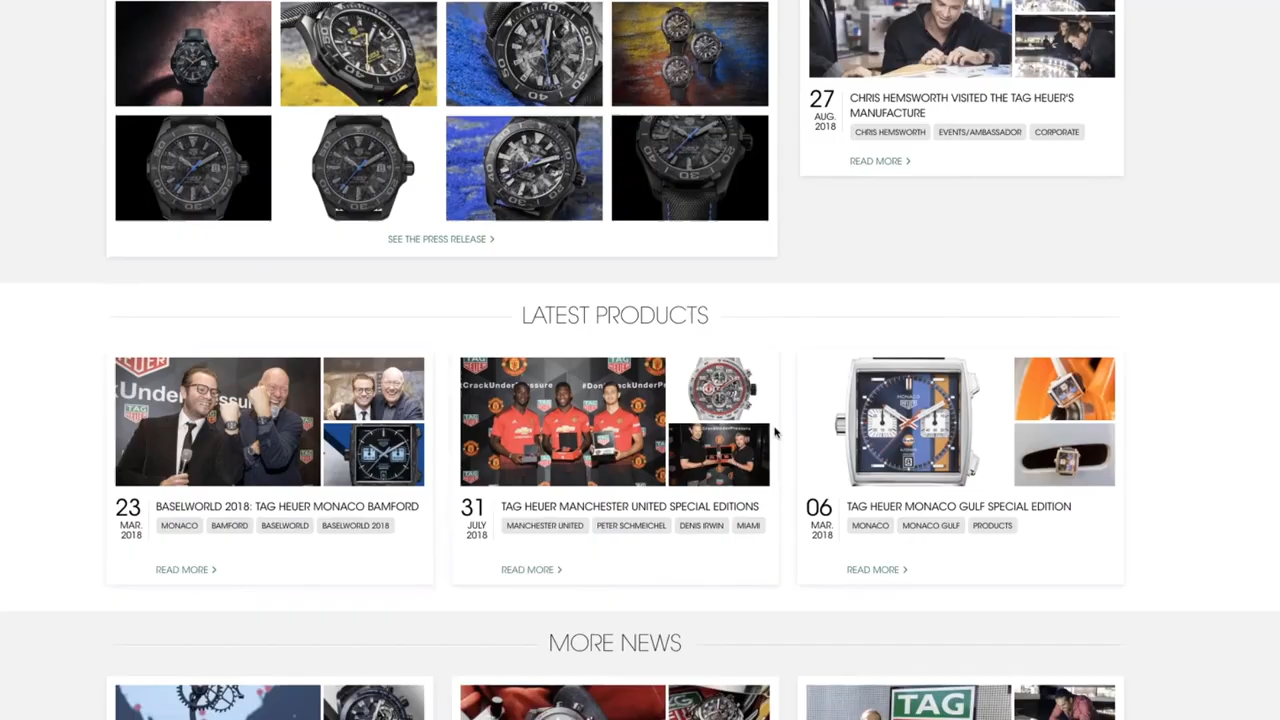 27
AUG.
2018
CHRIS HEMSWORTH VISITED THE TAG HEUER'S
MANUFACTURE
CHRIS HEMSWORTH
EVENTS/AMBASSADOR
CORPORATE
READ MORE >
SEE THE PRESS RELEASE >
LATEST PRODUCTS
23
MAR.
2018
BASELWORLD 2018: TAG HEUER MONACO BAMFORD
MONACO
BAMFORD
BASELWORLD
BASELWORLD 2018
READ MORE >
31
JULY
2018
TAG HEUER MANCHESTER UNITED SPECIAL EDITIONS
MANCHESTER UNITED
PETER SCHMEICHEL
DENIS IRWIN
MIAMI
READ MORE >
06
MAR.
2018
TAG HEUER MONACO GULF SPECIAL EDITION
MONACO
MONACO GULF
PRODUCTS
READ MORE >
MORE NEWS
TAG